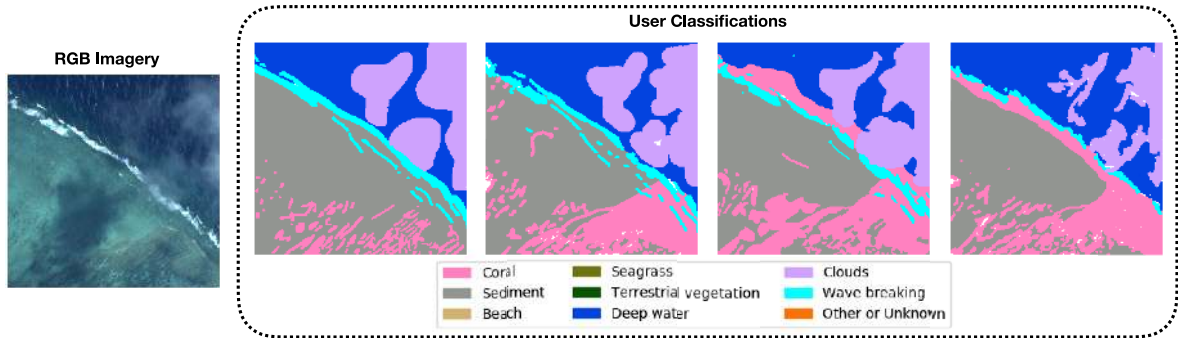 User Classifications
RGB Imagery
Coral
Seagrass
Clouds
Sediment
Terrestrial vegetation
Wave breaking
Beach
Deep water
Other or Unknown